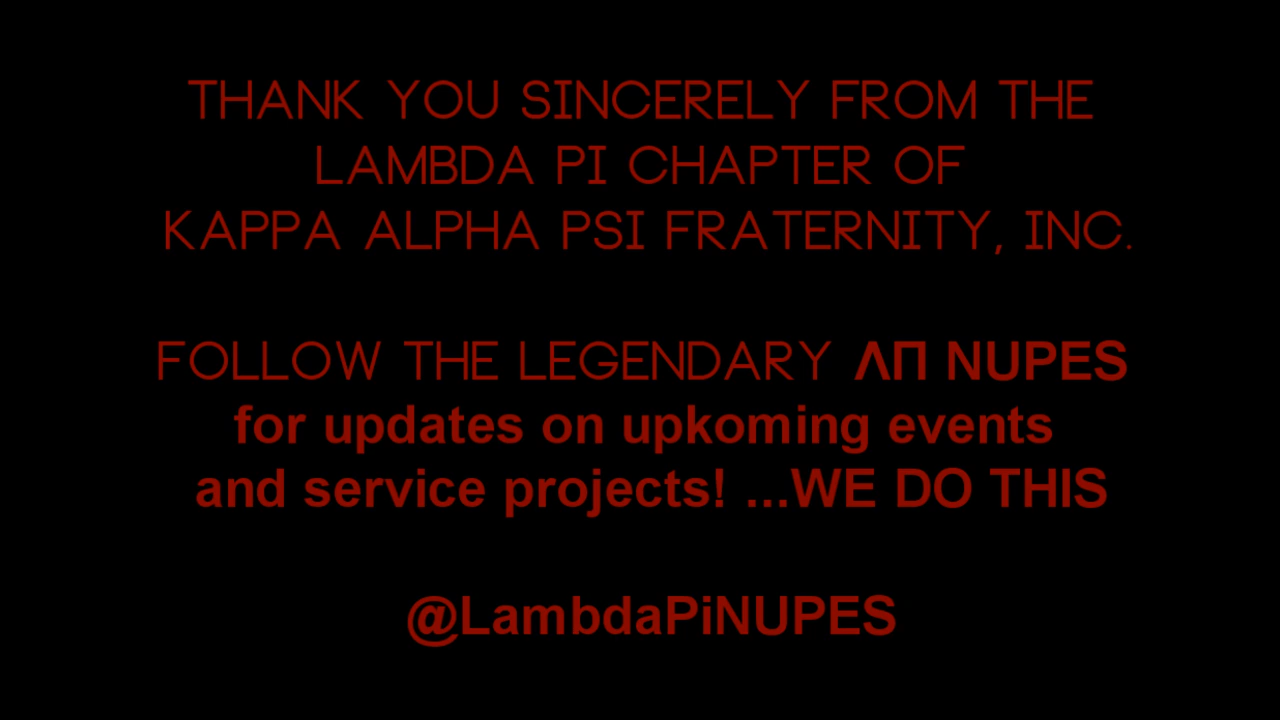 THANK YOU SINCERELY FROM THE
LAMBDA PI CHAPTER OF
KAPPA ALPHA PSI FRATERNITY, INC.
FOLLOW THE LEGENDARY ΛΠ NUPES
for updates on upkoming events
and service projects! ...WE DO THIS
@LambdaPiNUPES